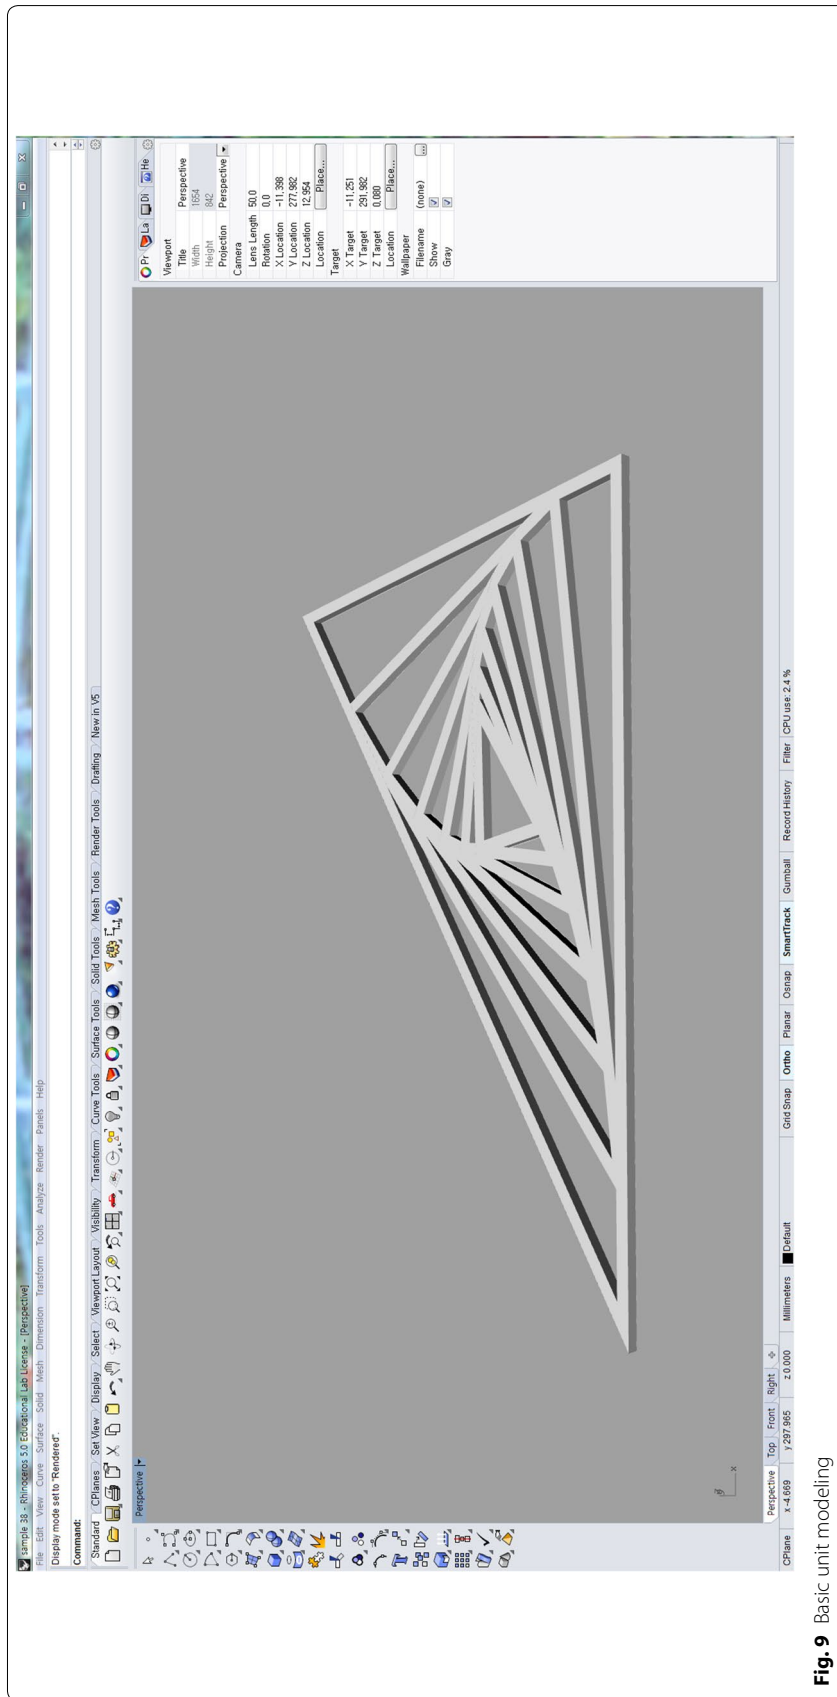 sample 38 - Rhinoceros 5.0 Educational Lab License - [Perspective]
File Edit View Curve Surface Solid Mesh Dimension Transform Tools Analyze Render Panels Help
Display mode set to "Rendered".
Command:
Standard CPlanes Set View Display Select Viewport Layout Visibility Transform Curve Tools Surface Tools Solid Tools Mesh Tools Render Tools Drafting New in V5
Perspective
Pr La Di He
Viewport
Title Perspective
Width 1654
Height 842
Projection Perspective
Camera
Lens Length 50.0
Rotation 0.0
X Location -11.398
Y Location 277.982
Z Location 12.954
Location Place...
Target
X Target -11.251
Y Target 291.982
Z Target 0.080
Location Place...
Wallpaper
Filename (none) ...
Show
Gray
x
Perspective Top Front Right
CPlane x -4.669 y 297.965 z 0.000 Millimeters Default Grid Snap Ortho Planar Osnap SmartTrack Gumball Record History Filter CPU use: 2.4 %
Fig. 9 Basic unit modeling